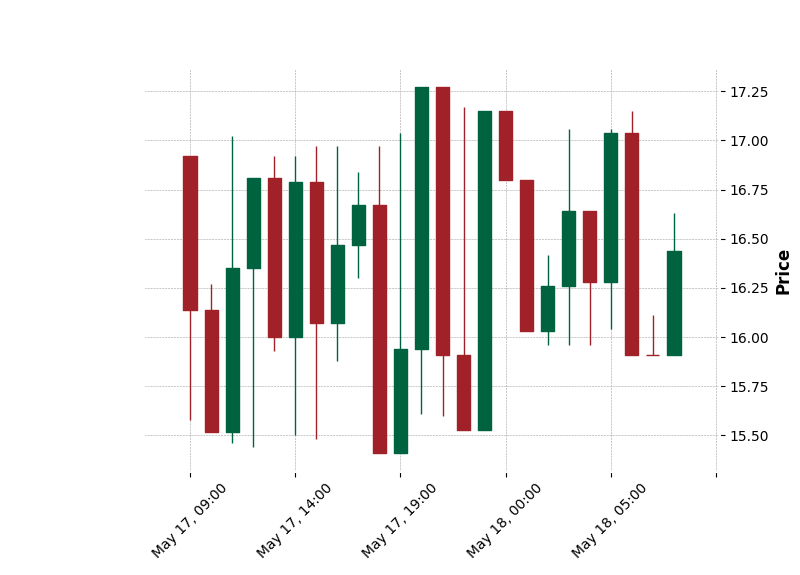 17.25
17.00
16.75
16.50
16.25
16.00
15.75
15.50
Price
May 17, 09:00
May 17, 14:00
May 17, 19:00
May 18, 00:00
May 18, 05:00